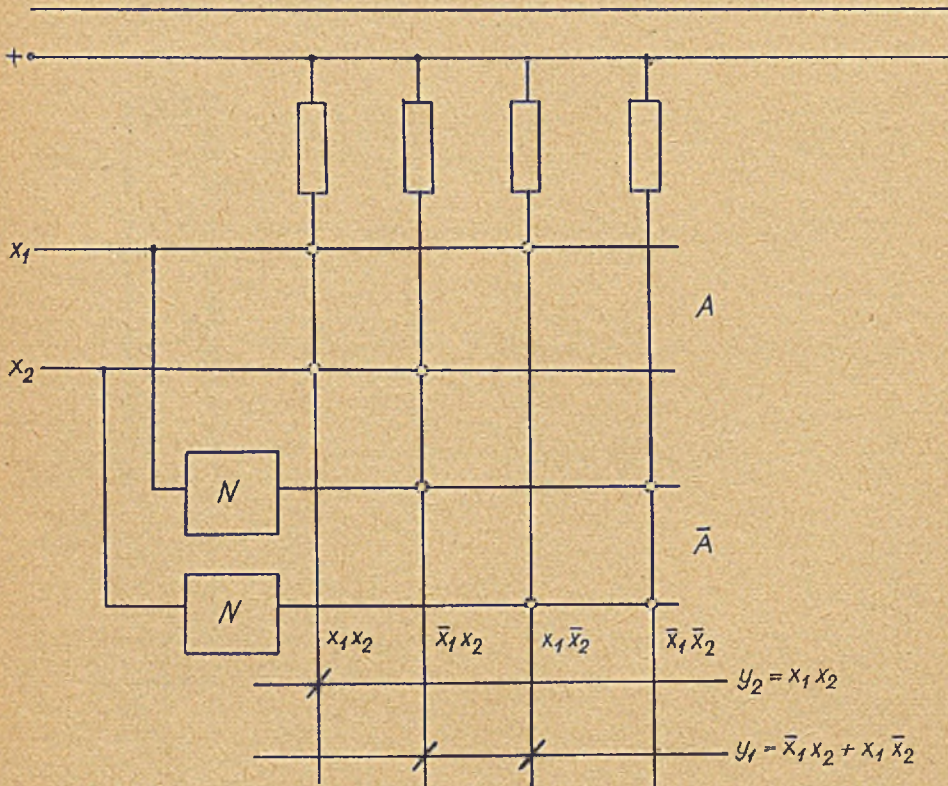 +
x₁
A
x₂
N
Ā
N
x₁x₂ x̄₁x₂ x₁x̄₂ x̄₁x̄₂
y₂ = x₁x₂
y₁ = x̄₁x₂ + x₁x̄₂